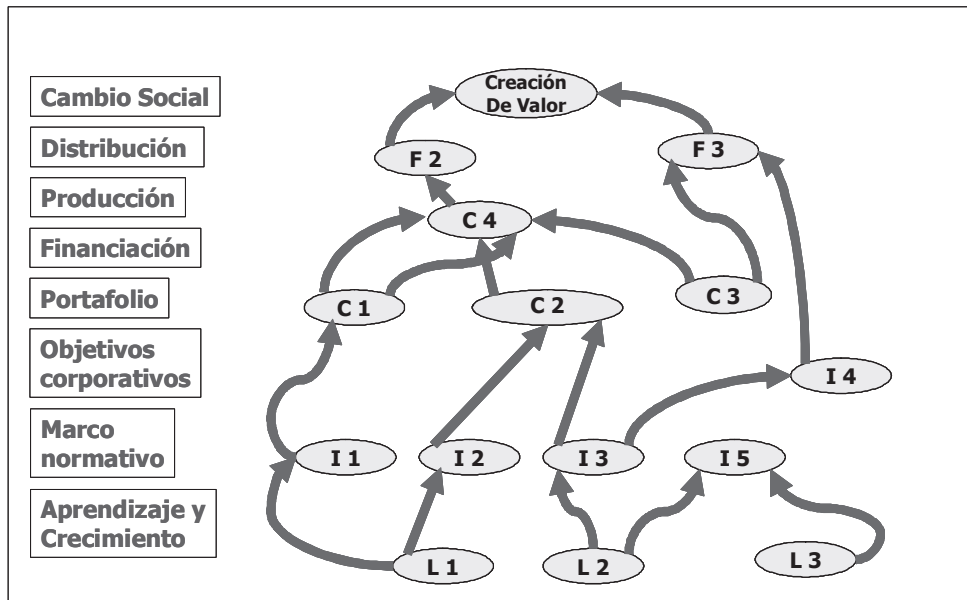 Cambio Social
Distribución
Producción
Financiación
Portafolio
Objetivos
corporativos
Marco
normativo
Aprendizaje y
Crecimiento
Creación
De Valor
F 2
F 3
C 4
C 1
C 2
C 3
I 4
I 1
I 2
I 3
I 5
L 1
L 2
L 3